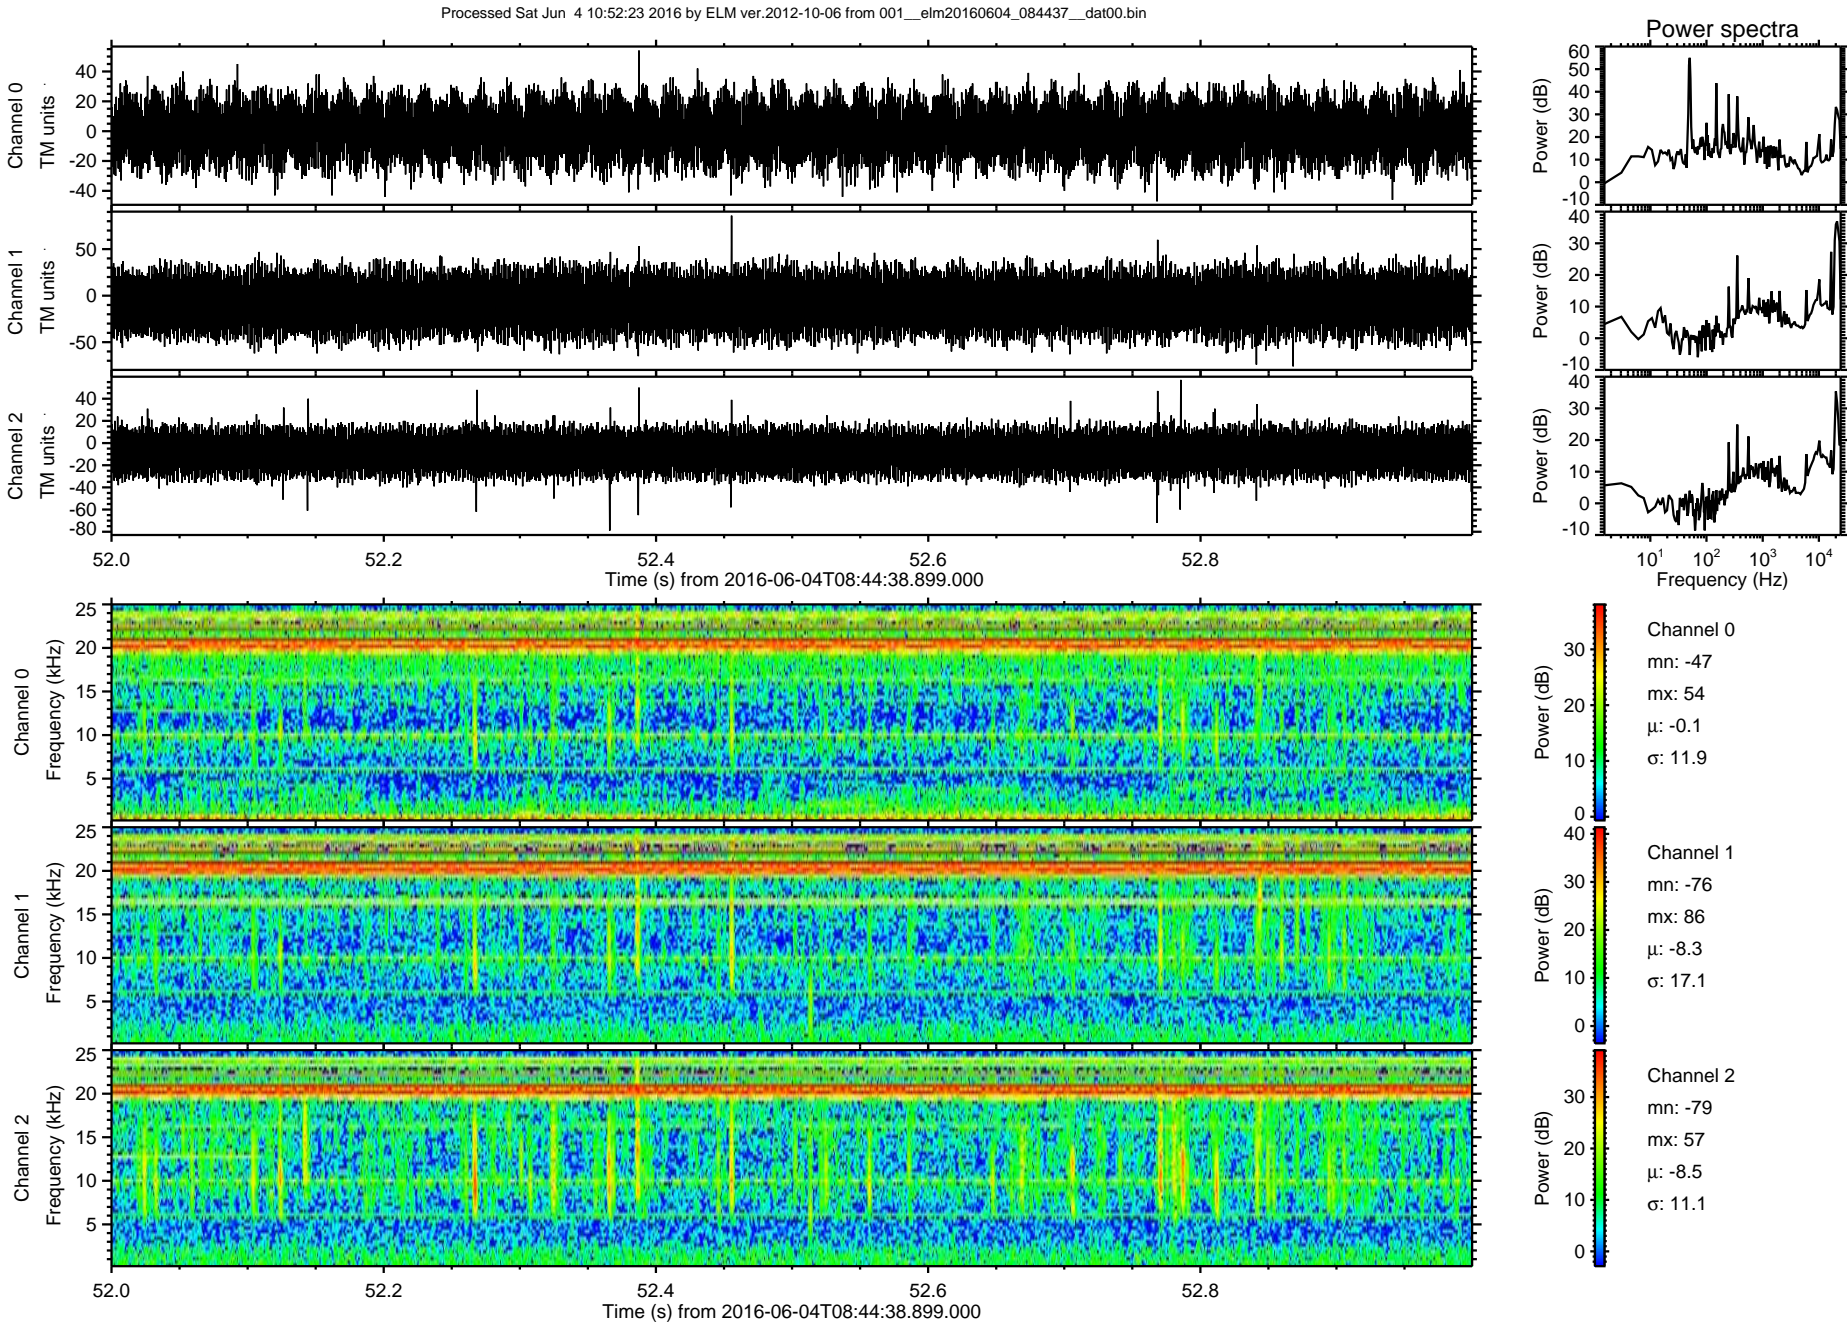 Processed Sat Jun  4 10:52:23 2016 by ELM ver.2012-10-06 from 001__elm20160604_084437__dat00.bin
Power spectra
Channel 0
TM units
40
20
0
-20
-40
Power (dB)
60
50
40
30
20
10
0
-10
Channel 1
TM units
50
0
-50
Power (dB)
40
30
20
10
0
-10
Channel 2
TM units
40
20
0
-20
-40
-60
-80
Power (dB)
40
30
20
10
0
-10
52.0 52.2 52.4 52.6 52.8
Time (s) from 2016-06-04T08:44:38.899.000
10¹ 10² 10³ 10⁴
Frequency (Hz)
Channel 0
Frequency (kHz)
25
20
15
10
5
Power (dB)
30
20
10
0
Channel 0
mn: -47
mx: 54
μ: -0.1
σ: 11.9
Channel 1
Frequency (kHz)
25
20
15
10
5
Power (dB)
40
30
20
10
0
Channel 1
mn: -76
mx: 86
μ: -8.3
σ: 17.1
Channel 2
Frequency (kHz)
25
20
15
10
5
Power (dB)
30
20
10
0
Channel 2
mn: -79
mx: 57
μ: -8.5
σ: 11.1
52.0 52.2 52.4 52.6 52.8
Time (s) from 2016-06-04T08:44:38.899.000